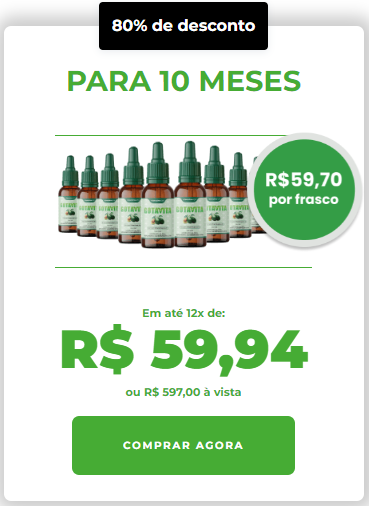 80% de desconto
PARA 10 MESES
R$59,70
por frasco
Em até 12x de:
R$ 59,94
ou R$ 597,00 à vista
COMPRAR AGORA